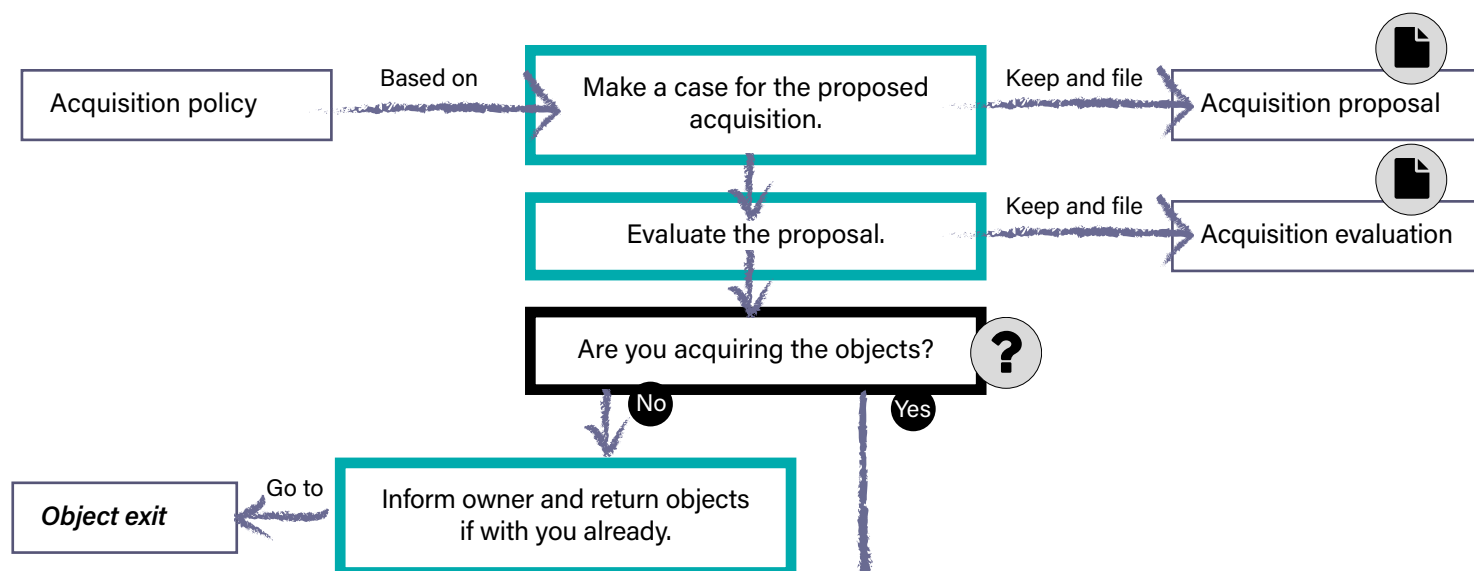 Acquisition policy
Based on
Make a case for the proposed
acquisition.
Keep and file
Acquisition proposal
Evaluate the proposal.
Keep and file
Acquisition evaluation
Are you acquiring the objects?
?
No
Yes
Inform owner and return objects
if with you already.
Go to
Object exit